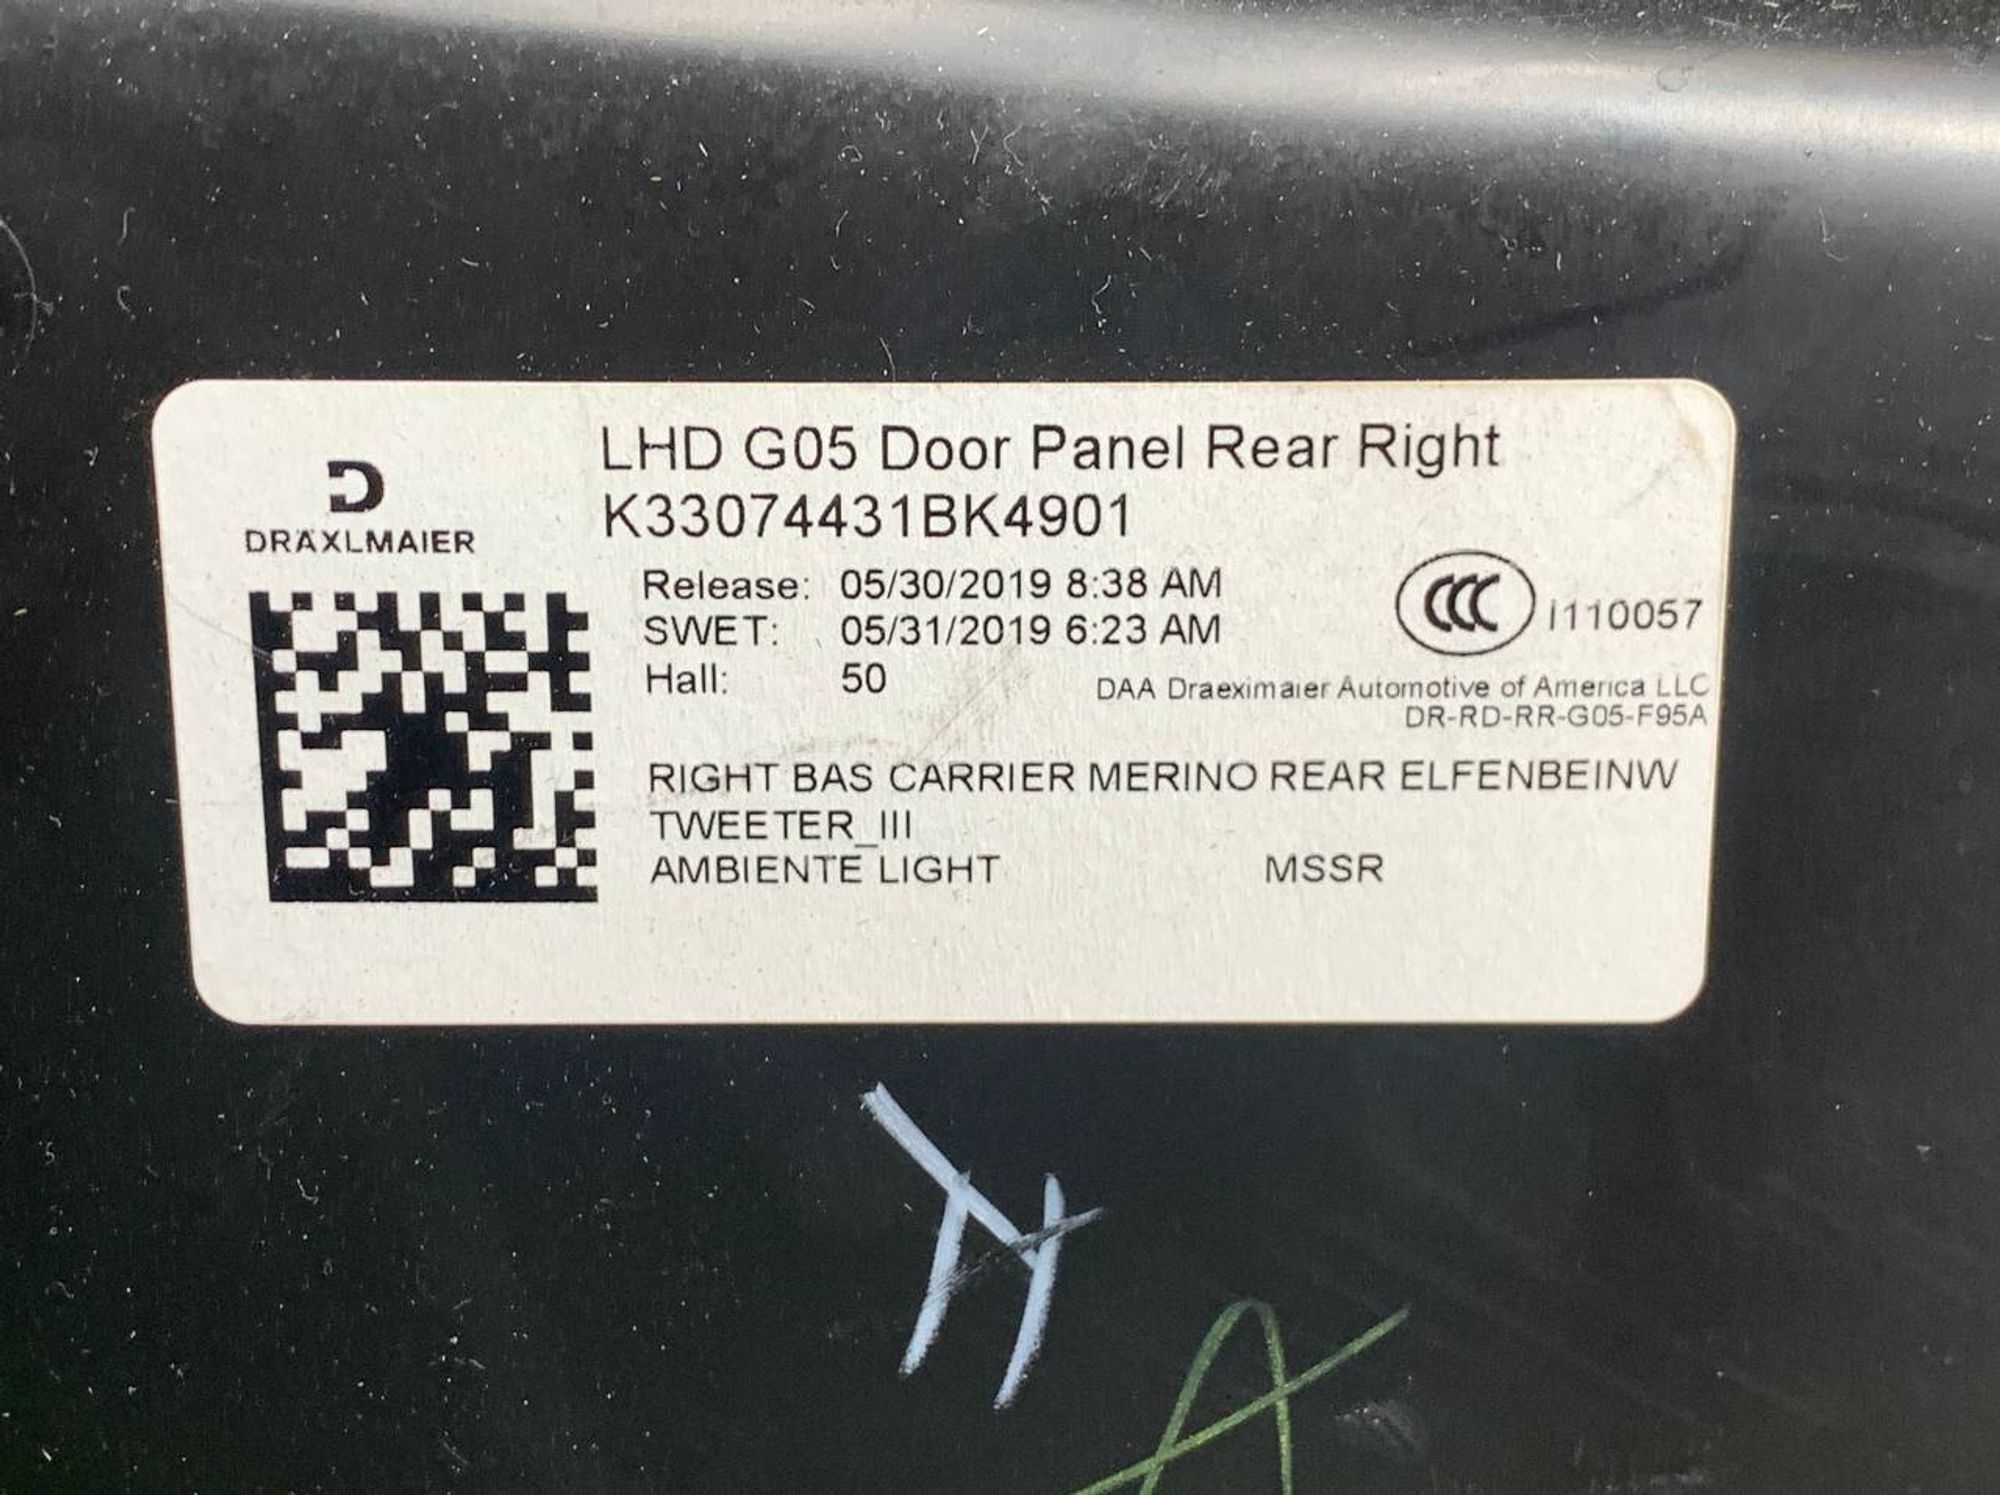 LHD G05 Door Panel Rear Right
DRÄXLMAIER
K33074431BK4901
Release: 05/30/2019 8:38 AM
SWET: 05/31/2019 6:23 AM
CCC I110057
Hall: 50
DAA Draeximaier Automotive of America LLC
DR-RD-RR-G05-F95A
RIGHT BAS CARRIER MERINO REAR ELFENBEINW
TWEETER_III
AMBIENTE LIGHT MSSR